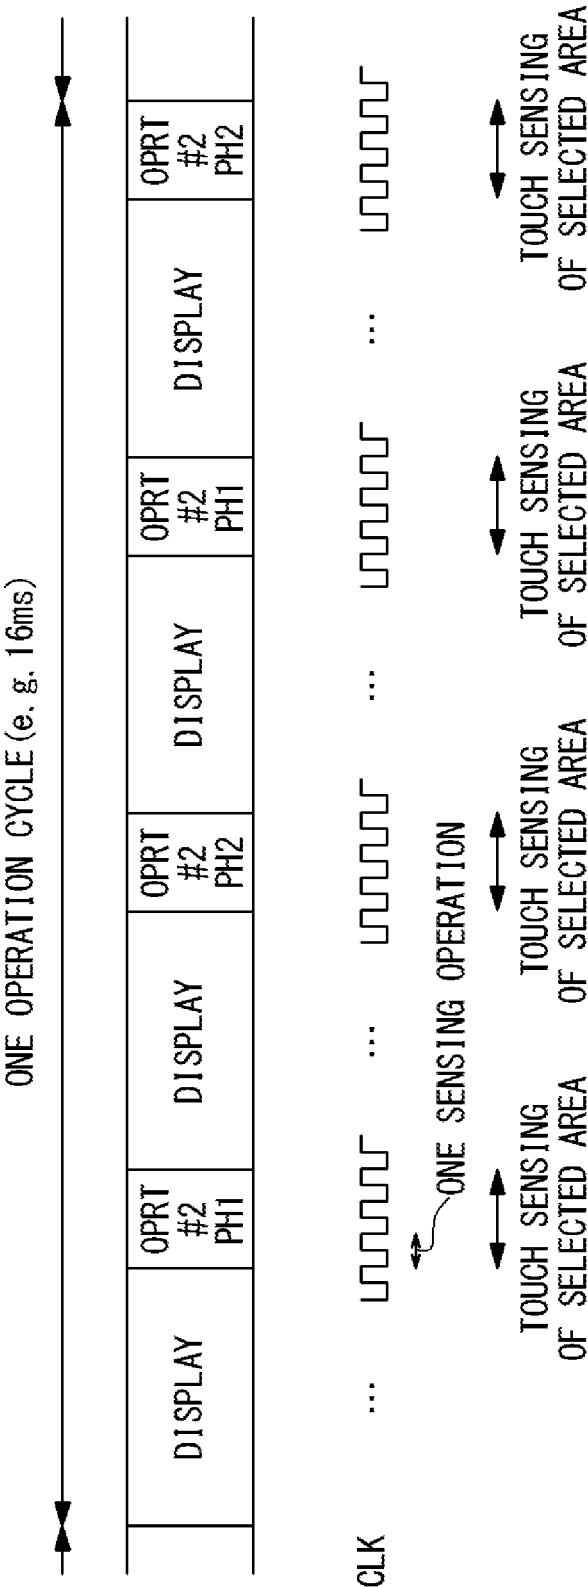 ONE OPERATION CYCLE(e.g. 16ms)
DISPLAY
OPRT
#2
PH1
DISPLAY
OPRT
#2
PH2
DISPLAY
OPRT
#2
PH1
DISPLAY
OPRT
#2
PH2
CLK
...
...
...
...
ONE SENSING OPERATION
TOUCH SENSING
OF SELECTED AREA
TOUCH SENSING
OF SELECTED AREA
TOUCH SENSING
OF SELECTED AREA
TOUCH SENSING
OF SELECTED AREA